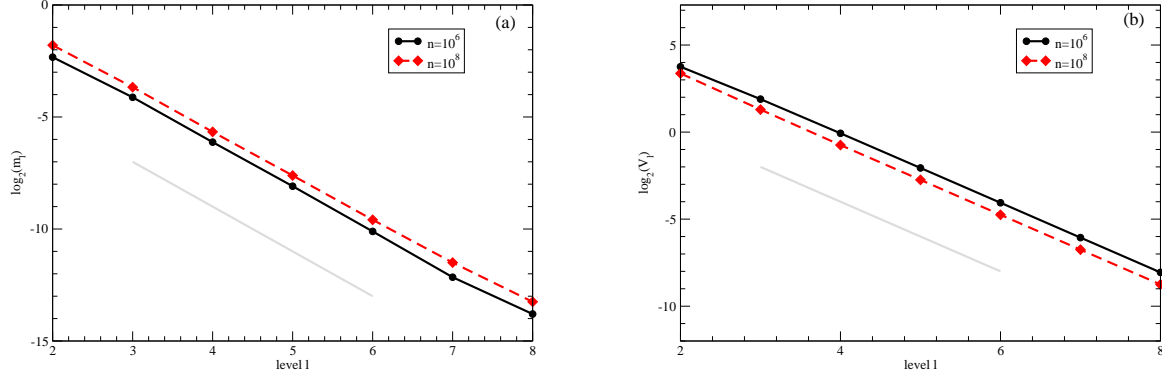 (a)
n=10^6
n=10^8
0
-5
-10
-15
log_2(m_l)
2 3 4 5 6 7 8
level l
(b)
n=10^6
n=10^8
5
0
-5
-10
log_2(V_l)
2 4 6 8
level l